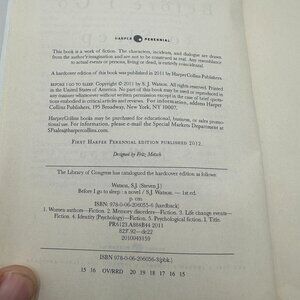 HARPER PERENNIAL
This book is a work of fiction. The characters, incidents, and dialogue are drawn
from the author's imagination and are not to be construed as real. Any resemblance
to actual events or persons, living or dead, is entirely coincidental.
A hardcover edition of this book was published in 2011 by HarperCollins Publishers.
BEFORE I GO TO SLEEP. Copyright © 2011 by S. J. Watson. All rights reserved. Printed
in the United States of America. No part of this book may be used or reproduced in
any manner whatsoever without written permission except in the case of brief quota-
tions embodied in critical articles and reviews. For information, address Harper
Collins Publishers, 195 Broadway, New York, NY 10007.
HarperCollins books may be purchased for educational, business, or sales promo-
tional use. For information, please e-mail the Special Markets Department at
SPsales@harpercollins.com.
FIRST HARPER PERENNIAL EDITION PUBLISHED 2012.
Designed by Fritz Metsch
The Library of Congress has catalogued the hardcover edition as follows:
Watson, S.J. (Steven J.)
Before I go to sleep : a novel / S.J. Watson. — 1st ed.
p. cm
ISBN: 978-0-06-206055-6 (hardback)
1. Women authors—Fiction. 2. Memory disorders—Fiction. 3. Life change events—
Fiction. 4. Identity (Psychology)—Fiction. 5. Psychological fiction. I. Title.
PR6123.A884B44 2011
823'.92—dc22
2010043159
ISBN 978-0-06-206056-3 (pbk.)
15 16 OV/RRD 20 19 18 17 16 15